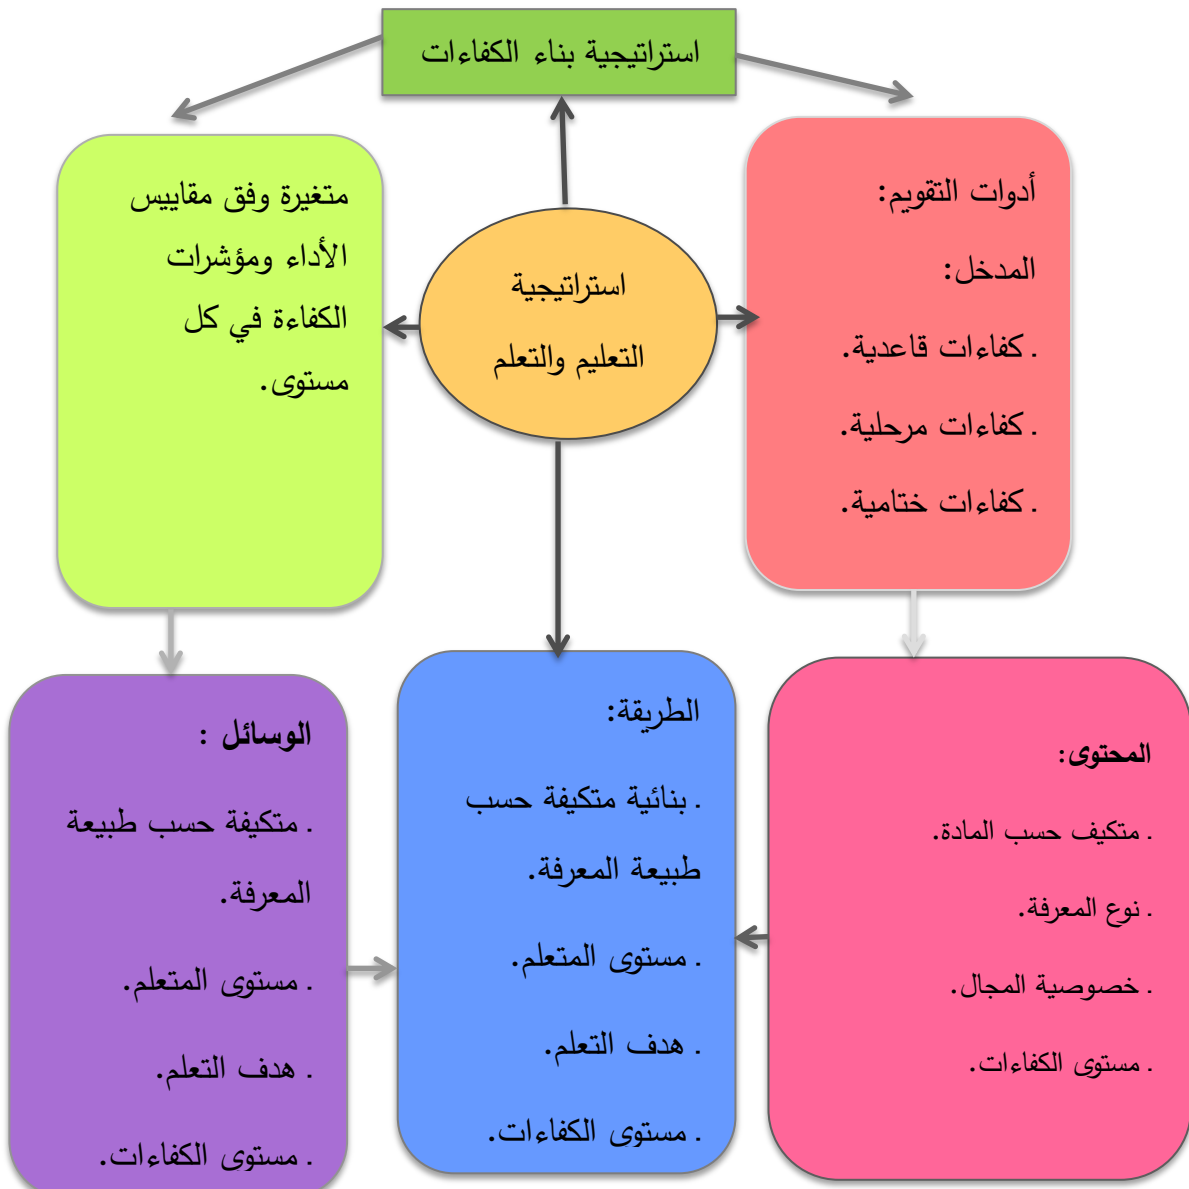 استراتيجية بناء الكفاءات
أدوات التقويم:
المدخل:
. كفاءات قاعدية.
. كفاءات مرحلية.
. كفاءات ختامية.
استراتيجية
التعليم والتعلم
متغيرة وفق مقاييس
الأداء ومؤشرات
الكفاءة في كل
مستوى.
المحتوى:
. متكيف حسب المادة.
. نوع المعرفة.
. خصوصية المجال.
. مستوى الكفاءات.
الطريقة:
. بنائية متكيفة حسب
طبيعة المعرفة.
. مستوى المتعلم.
. هدف التعلم.
. مستوى الكفاءات.
الوسائل :
. متكيفة حسب طبيعة
المعرفة.
. مستوى المتعلم.
. هدف التعلم.
. مستوى الكفاءات.